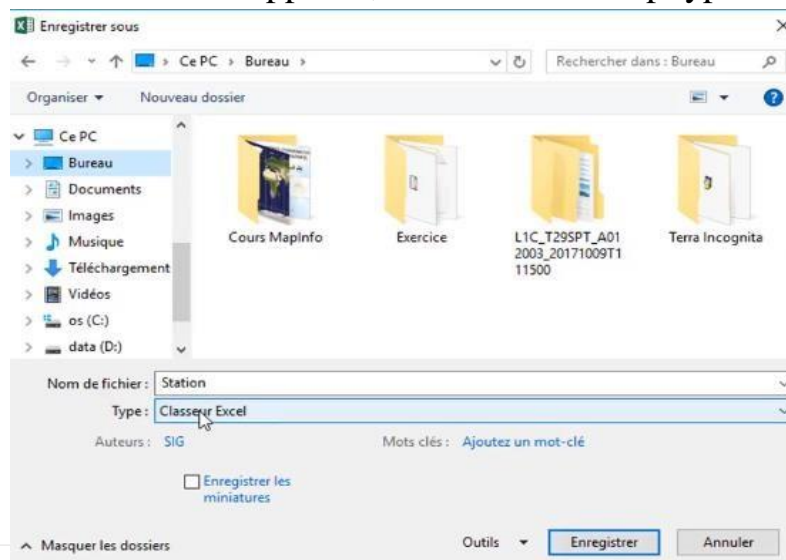 Enregistrer sous
Ce PC › Bureau ›
Rechercher dans : Bureau
Organiser
Nouveau dossier
Ce PC
Bureau
Documents
Images
Musique
Téléchargement
Vidéos
os (C:)
data (D:)
Cours MapInfo
Exercice
L1C_T29SPT_A01
2003_20171009T1
11500
Terra Incognita
Nom de fichier : Station
Type : Classeur Excel
Auteurs : SIG
Mots clés : Ajoutez un mot-clé
Enregistrer les
miniatures
Masquer les dossiers
Outils
Enregistrer
Annuler